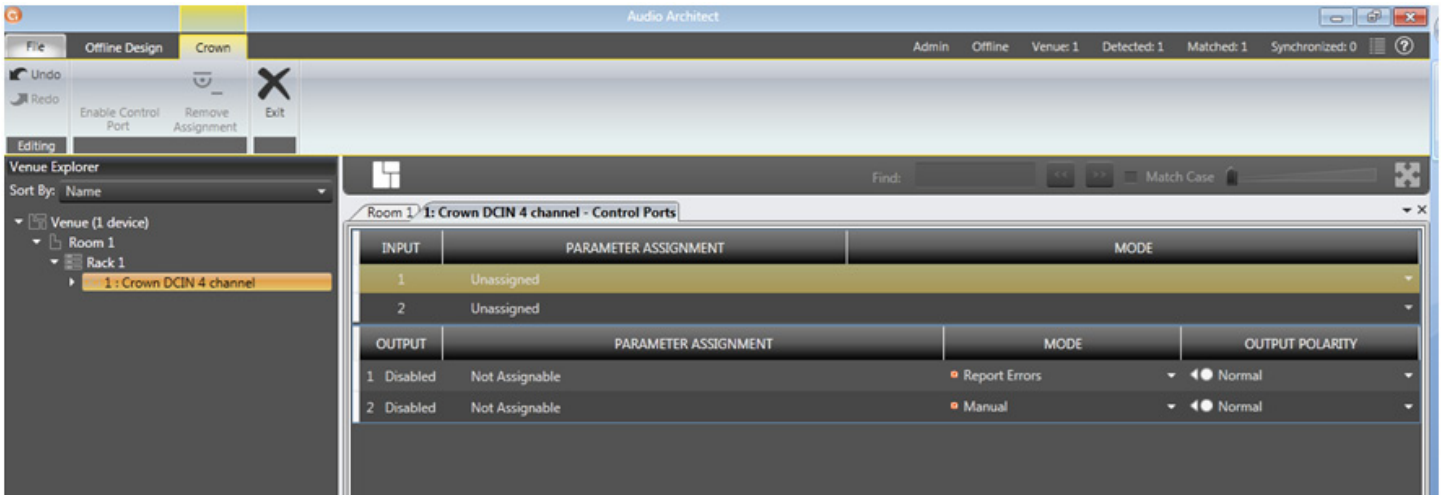 Audio Architect
File Offline Design Crown Admin Offline Venue: 1 Detected: 1 Matched: 1 Synchronized: 0 ?
Undo
Redo
Enable Control Port
Remove Assignment
Exit
Editing
Venue Explorer
Sort By: Name
Venue (1 device)
Room 1
Rack 1
1 : Crown DCIN 4 channel
Find: << >> Match Case
Room 1 1: Crown DCIN 4 channel - Control Ports
INPUT PARAMETER ASSIGNMENT MODE
1 Unassigned
2 Unassigned
OUTPUT PARAMETER ASSIGNMENT MODE OUTPUT POLARITY
1 Disabled Not Assignable Report Errors Normal
2 Disabled Not Assignable Manual Normal